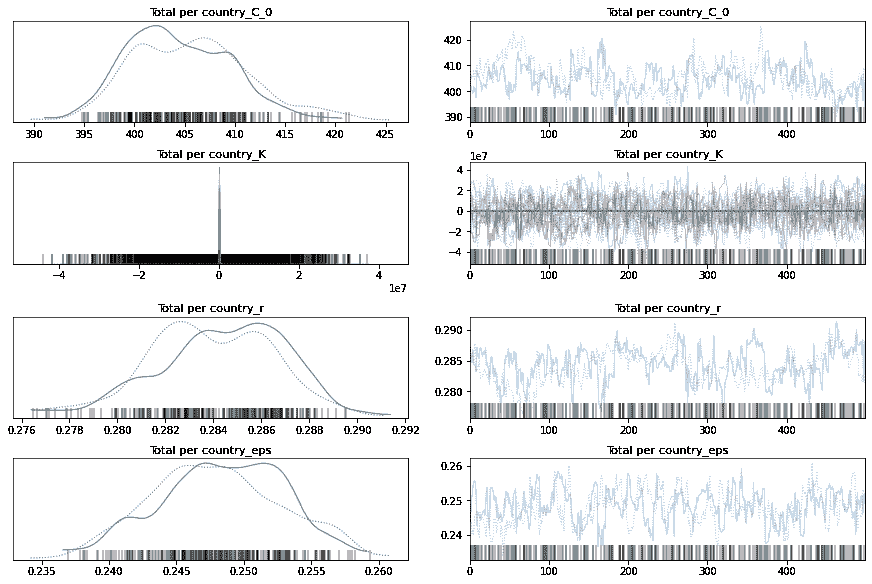 Total per country_C_0
Total per country_C_0
420
410
400
390
390 395 400 405 410 415 420 425
0 100 200 300 400
Total per country_K
Total per country_K
1e7
4
2
0
−2
−4
−4 −2 0 2 4
1e7
0 100 200 300 400
Total per country_r
Total per country_r
0.290
0.285
0.280
0.276 0.278 0.280 0.282 0.284 0.286 0.288 0.290 0.292
0 100 200 300 400
Total per country_eps
Total per country_eps
0.26
0.25
0.24
0.235 0.240 0.245 0.250 0.255 0.260
0 100 200 300 400